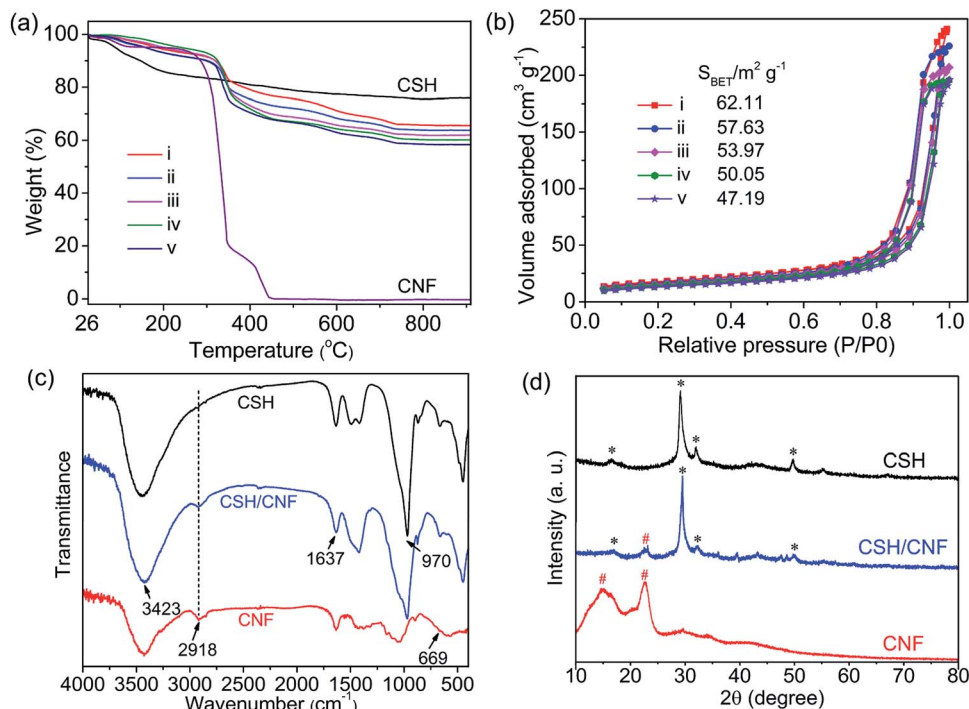 (a)
100
80
60
40
20
0
Weight (%)
CSH
i
ii
iii
iv
v
CNF
26
200
400
600
800
Temperature (°C)
(b)
250
200
150
100
50
0
Volume adsorbed (cm³ g⁻¹)
S_BET/m² g⁻¹
i 62.11
ii 57.63
iii 53.97
iv 50.05
v 47.19
0.0 0.2 0.4 0.6 0.8 1.0
Relative pressure (P/P0)
(c)
Transmittance
CSH
CSH/CNF
1637
970
3423
CNF
2918
669
4000 3500 3000 2500 2000 1500 1000 500
Wavenumber (cm⁻¹)
(d)
Intensity (a. u.)
*
* * *
CSH
*
* # * *
CSH/CNF
# #
CNF
10 20 30 40 50 60 70 80
2θ (degree)